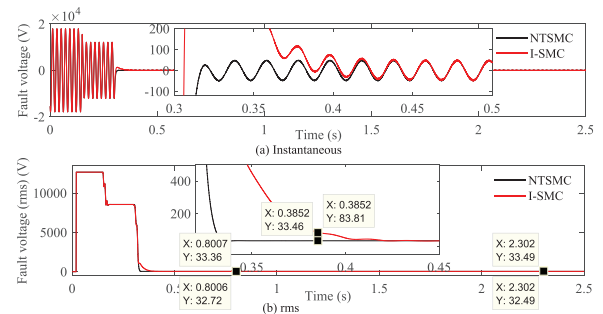 2 × 10⁴
Fault voltage (V)
0
-2
200
100
0
-100
0.3 0.35 0.4 0.45 0.5
NTSMC
I-SMC
0 0.5 1 1.5 2 2.5
Time (s)
(a) Instantaneous
Fault voltage (rms) (V)
10000
5000
0
400
200
0.35 0.4 0.45
X: 0.3852
Y: 33.46
X: 0.3852
Y: 83.81
NTSMC
I-SMC
X: 0.8007
Y: 33.36
X: 0.8006
Y: 32.72
X: 2.302
Y: 33.49
X: 2.302
Y: 32.49
0 0.5 1 1.5 2 2.5
Time (s)
(b) rms